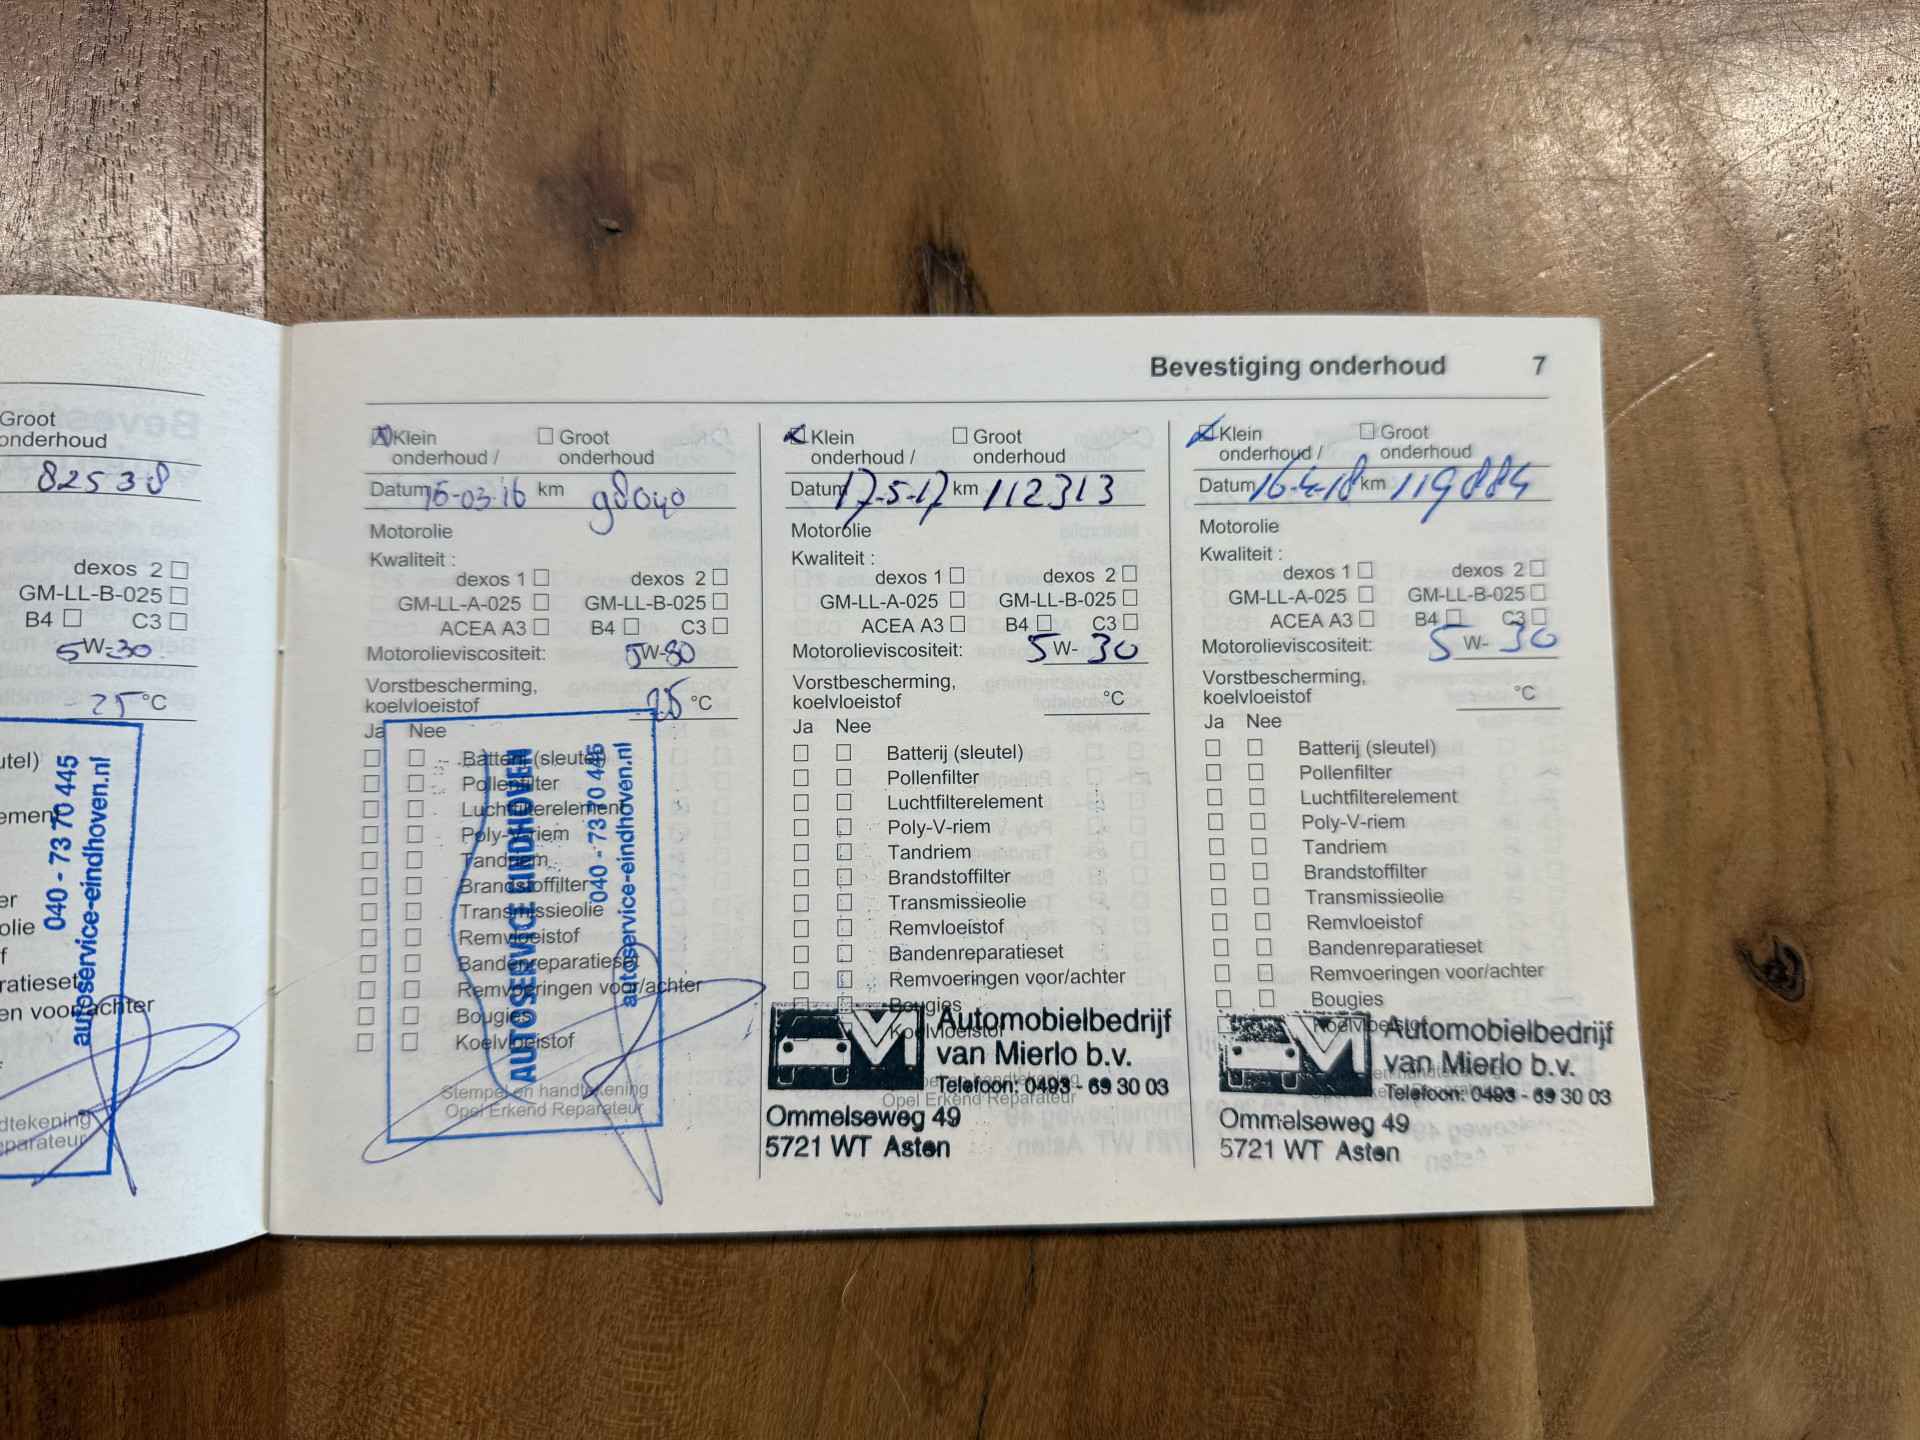 Groot
onderhoud
82538
dexos 2
GM-LL-B-025
B4 C3
5W-30
- 25 °C
utel)
040 - 73 70 445
autoservice-eindhoven.nl
Bevestiging onderhoud 7
Klein Groot
onderhoud / onderhoud
Datum 16-03-16 km 98040
Motorolie
Kwaliteit :
dexos 1 dexos 2
GM-LL-A-025 GM-LL-B-025
ACEA A3 B4 C3
Motorolieviscositeit: 5W-30
Vorstbescherming,
koelvloeistof 25 °C
Ja Nee
Batterij (sleutel)
Pollenfilter
Luchtfilterelement
Poly-V-riem
Tandriem
Brandstoffilter
Transmissieolie
Remvloeistof
Bandenreparatieset
Remvoeringen voor/achter
Bougies
Koelvloeistof
Stempel en handtekening
Opel Erkend Reparateur
AUTOSERVICE EINDHOVEN
040 - 73 70 445
autoservice-eindhoven.nl
Klein Groot
onderhoud / onderhoud
Datum 17-5-17 km 112313
Motorolie
Kwaliteit :
dexos 1 dexos 2
GM-LL-A-025 GM-LL-B-025
ACEA A3 B4 C3
Motorolieviscositeit: 5 W- 30
Vorstbescherming,
koelvloeistof °C
Ja Nee
Batterij (sleutel)
Pollenfilter
Luchtfilterelement
Poly-V-riem
Tandriem
Brandstoffilter
Transmissieolie
Remvloeistof
Bandenreparatieset
Remvoeringen voor/achter
Bougies
Koelvloeistof
Automobielbedrijf
van Mierlo b.v.
Telefoon: 0493 - 69 30 03
Opel Erkend Reparateur
Ommelseweg 49
5721 WT Asten
Klein Groot
onderhoud / onderhoud
Datum 16-4-18 km 119884
Motorolie
Kwaliteit :
dexos 1 dexos 2
GM-LL-A-025 GM-LL-B-025
ACEA A3 B4 C3
Motorolieviscositeit: 5 W- 30
Vorstbescherming,
koelvloeistof °C
Ja Nee
Batterij (sleutel)
Pollenfilter
Luchtfilterelement
Poly-V-riem
Tandriem
Brandstoffilter
Transmissieolie
Remvloeistof
Bandenreparatieset
Remvoeringen voor/achter
Bougies
Koelvloeistof
Automobielbedrijf
van Mierlo b.v.
Telefoon: 0493 - 69 30 03
Ommelseweg 49
5721 WT Asten